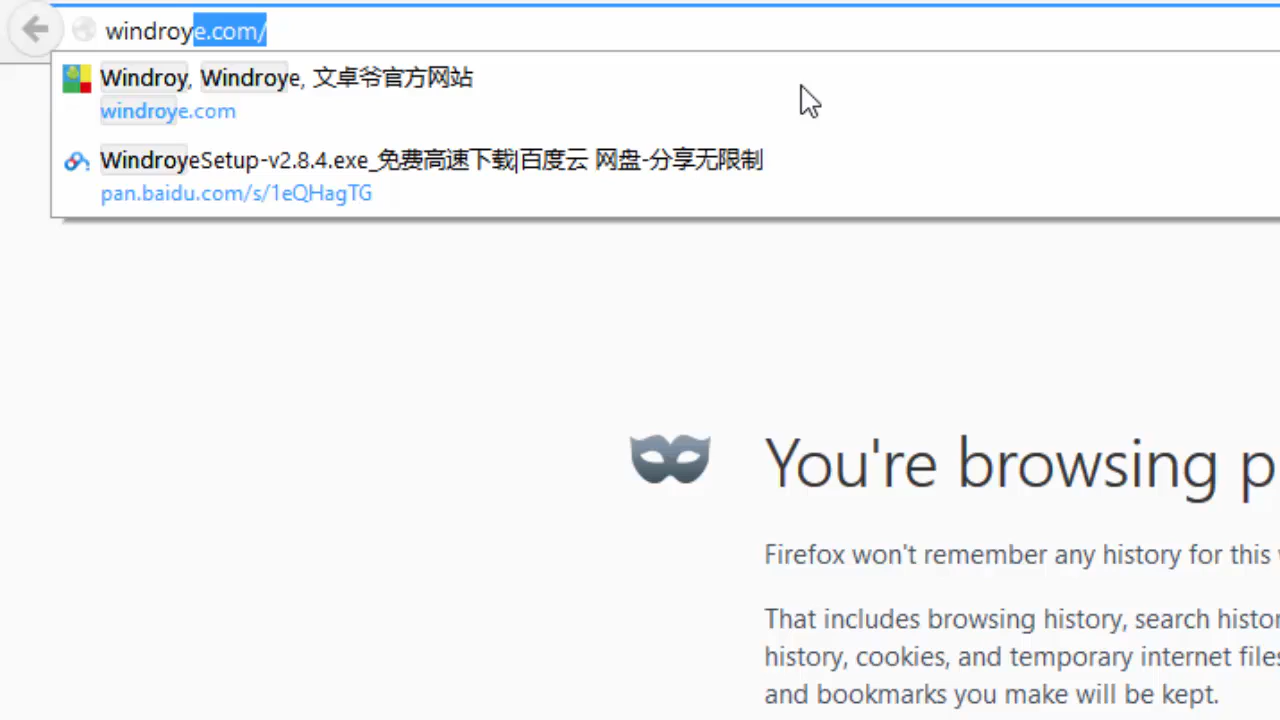 windroye.com/
Windroy, Windroye, 文卓爷官方网站
windroye.com
WindroyeSetup-v2.8.4.exe_免费高速下载|百度云 网盘-分享无限制
pan.baidu.com/s/1eQHagTG
You're browsing p
Firefox won't remember any history for this
That includes browsing history, search histor
history, cookies, and temporary internet files
and bookmarks you make will be kept.